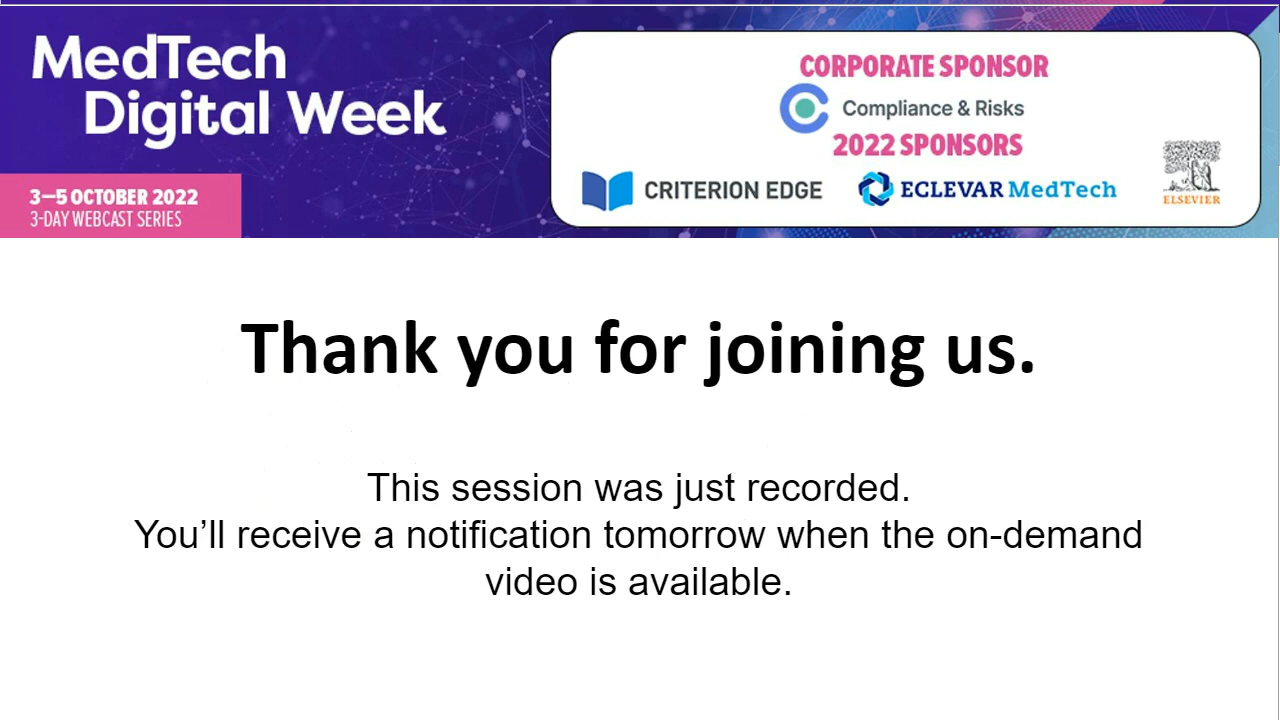 MedTech
Digital Week
3–5 OCTOBER 2022
3-DAY WEBCAST SERIES
CORPORATE SPONSOR
Compliance & Risks
2022 SPONSORS
CRITERION EDGE
ECLEVAR MedTech
ELSEVIER
Thank you for joining us.
This session was just recorded.
You’ll receive a notification tomorrow when the on-demand
video is available.